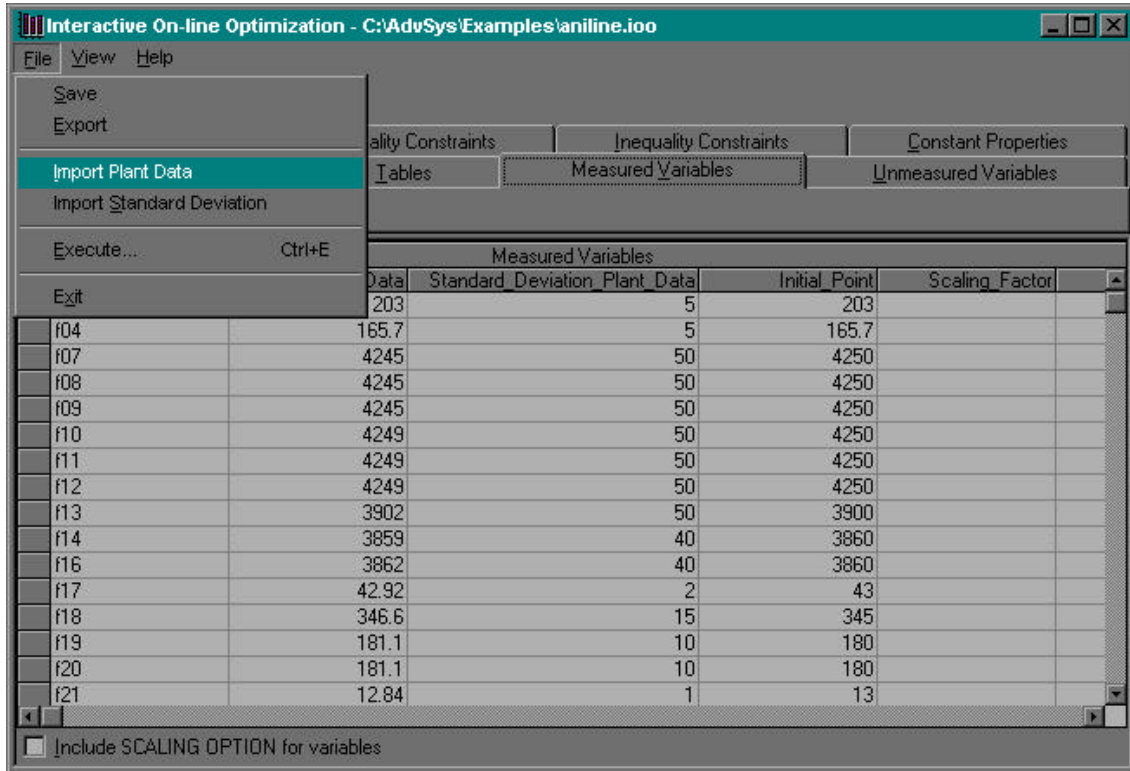 Interactive On-line Optimization - C:\AdvSys\Examples\aniline.ioo
File View Help
Save
Export
Import Plant Data
Import Standard Deviation
Execute... Ctrl+E
Exit
ality Constraints Inequality Constraints Constant Properties
Tables Measured Variables Unmeasured Variables
Measured Variables
Data Standard_Deviation_Plant_Data Initial_Point Scaling_Factor
203 5 203
f04 165.7 5 165.7
f07 4245 50 4250
f08 4245 50 4250
f09 4245 50 4250
f10 4249 50 4250
f11 4249 50 4250
f12 4249 50 4250
f13 3902 50 3900
f14 3859 40 3860
f16 3862 40 3860
f17 42.92 2 43
f18 346.6 15 345
f19 181.1 10 180
f20 181.1 10 180
f21 12.84 1 13
Include SCALING OPTION for variables